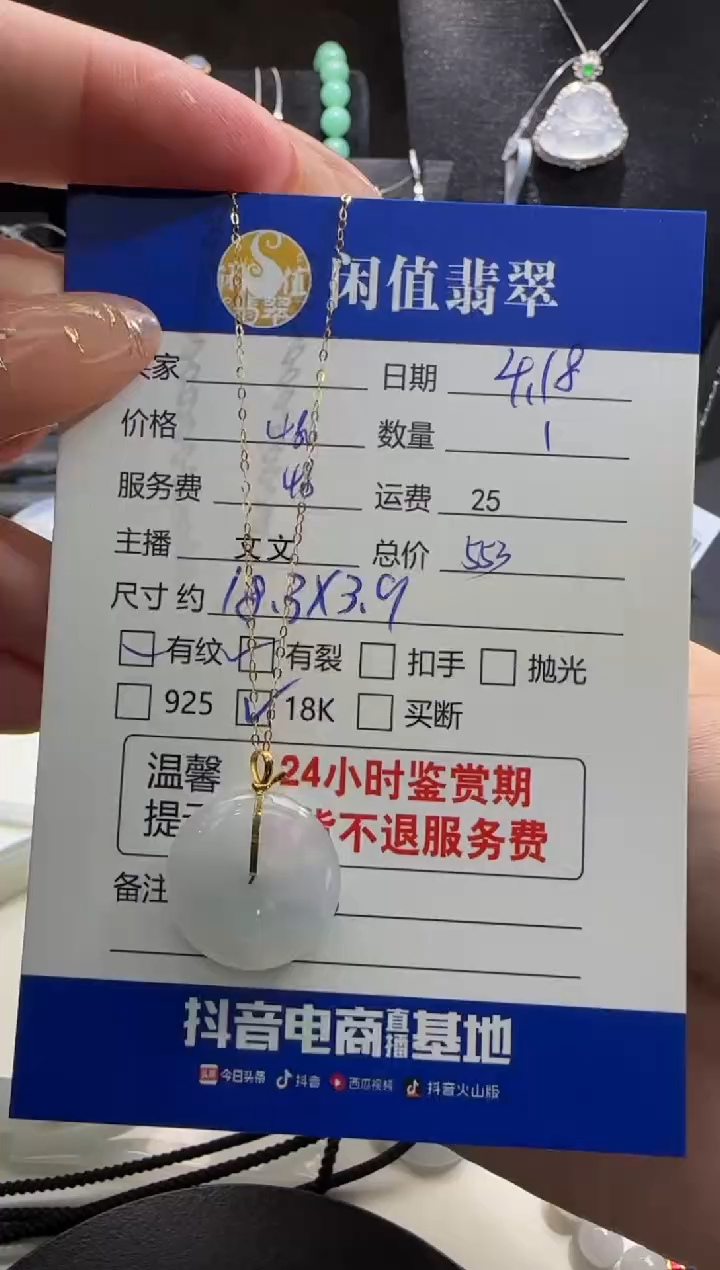 闲值翡翠
家 日期 4.18
价格 数量 1
服务费 48 运费 25
主播 文文 总价 553
尺寸 约 18.3X3.9
有纹 有裂 扣手 抛光
925 18K 买断
温馨 24小时鉴赏期
提 不退服务费
备注
抖音电商直播基地
今日头条 抖音 西瓜视频 抖音火山版